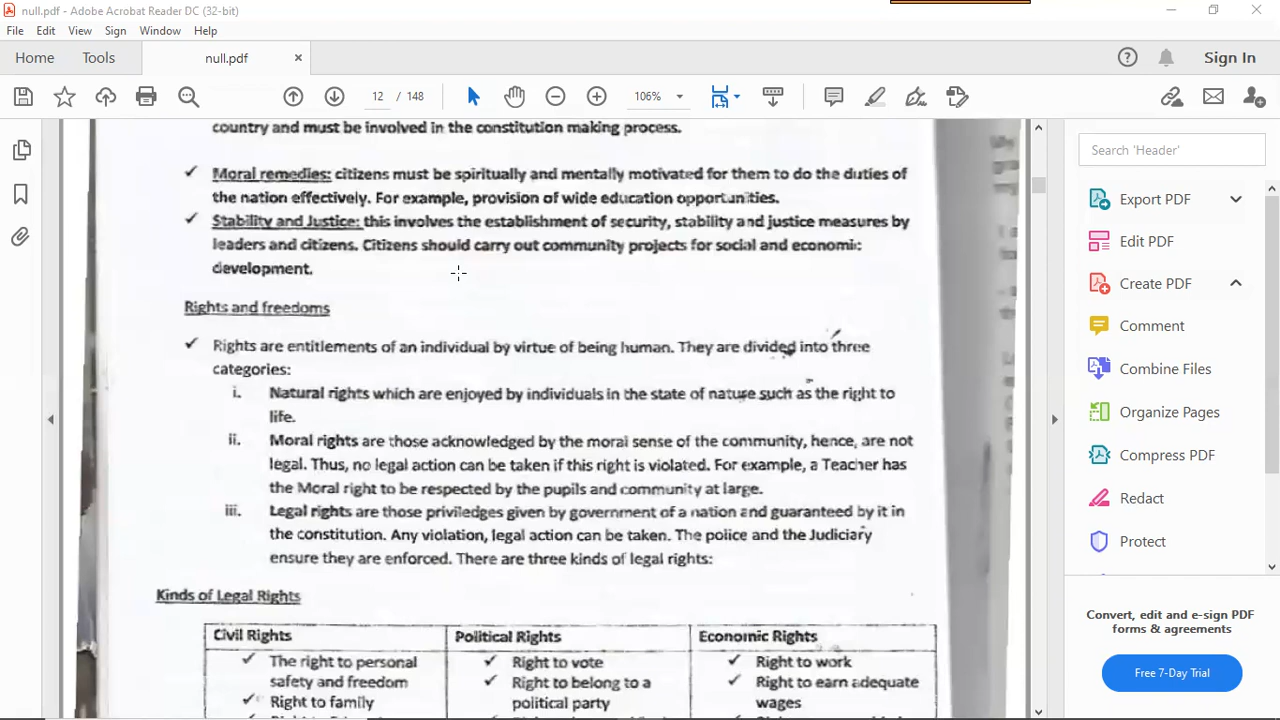 null.pdf - Adobe Acrobat Reader DC (32-bit)
File Edit View Sign Window Help
Home Tools null.pdf Sign In
12 / 148 106%
country and must be involved in the constitution making process.
Moral remedies: citizens must be spiritually and mentally motivated for them to do the duties of
the nation effectively. For example, provision of wide education opportunities.
Stability and Justice: this involves the establishment of security, stability and justice measures by
leaders and citizens. Citizens should carry out community projects for social and economic
development.
Rights and freedoms
Rights are entitlements of an individual by virtue of being human. They are divided into three
categories:
i. Natural rights which are enjoyed by individuals in the state of nature such as the right to
life.
ii. Moral rights are those acknowledged by the moral sense of the community, hence, are not
legal. Thus, no legal action can be taken if this right is violated. For example, a Teacher has
the Moral right to be respected by the pupils and community at large.
iii. Legal rights are those priviledges given by government of a nation and guaranteed by it in
the constitution. Any violation, legal action can be taken. The police and the Judiciary
ensure they are enforced. There are three kinds of legal rights:
Kinds of Legal Rights
Civil Rights Political Rights Economic Rights
The right to personal Right to vote Right to work
safety and freedom Right to belong to a Right to earn adequate
Right to family political party wages
Search 'Header'
Export PDF
Edit PDF
Create PDF
Comment
Combine Files
Organize Pages
Compress PDF
Redact
Protect
Convert, edit and e-sign PDF
forms & agreements
Free 7-Day Trial